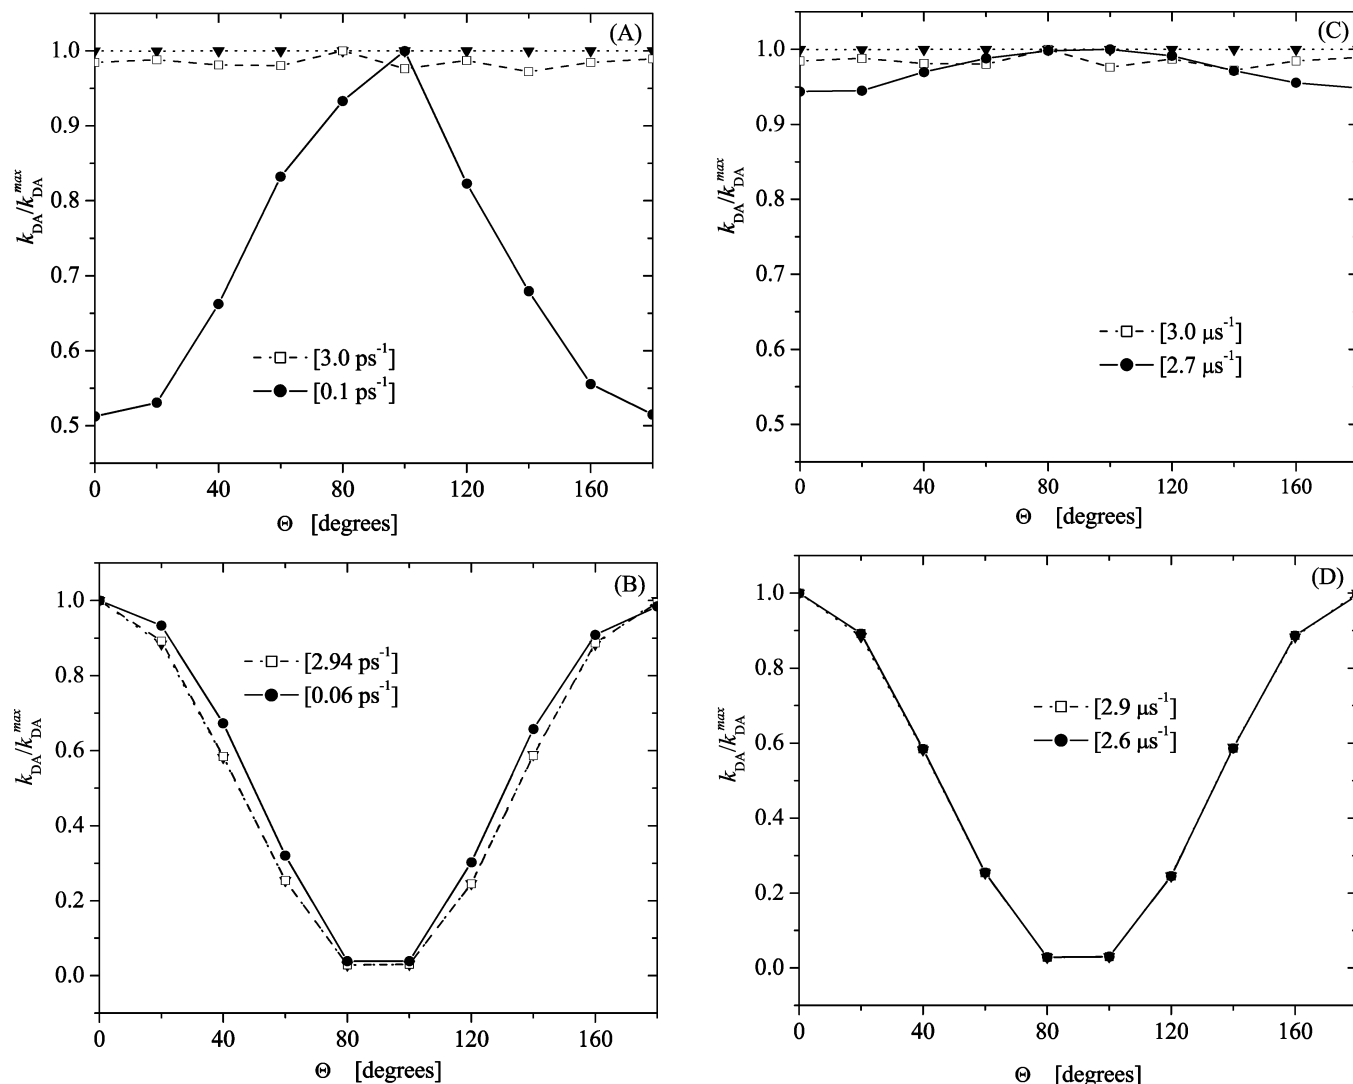 (A)
1.0
0.9
0.8
0.7
0.6
0.5
k_DA/k_DA^max
[3.0 ps⁻¹]
[0.1 ps⁻¹]
0 40 80 120 160
Θ [degrees]
(C)
1.0
0.9
0.8
0.7
0.6
0.5
k_DA/k_DA^max
[3.0 μs⁻¹]
[2.7 μs⁻¹]
0 40 80 120 160
Θ [degrees]
(B)
1.0
0.8
0.6
0.4
0.2
0.0
k_DA/k_DA^max
[2.94 ps⁻¹]
[0.06 ps⁻¹]
0 40 80 120 160
Θ [degrees]
(D)
1.0
0.8
0.6
0.4
0.2
0.0
k_DA/k_DA^max
[2.9 μs⁻¹]
[2.6 μs⁻¹]
0 40 80 120 160
Θ [degrees]